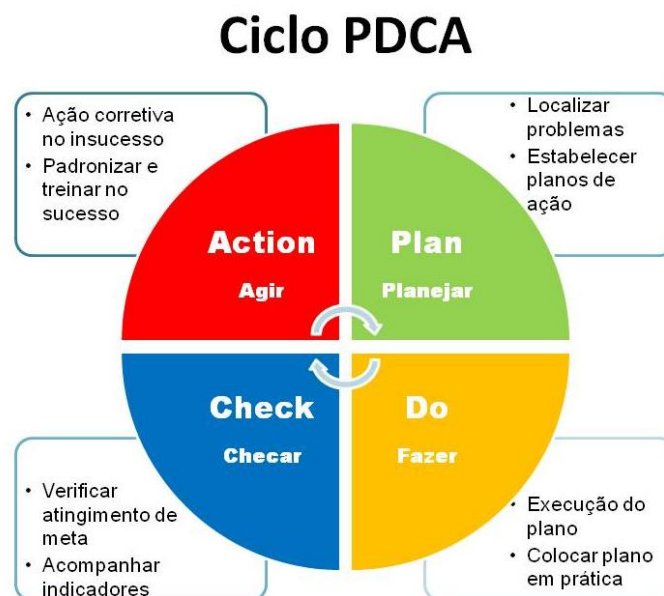 Ciclo PDCA
• Ação corretiva
no insucesso
• Padronizar e
treinar no
sucesso
• Localizar
problemas
• Estabelecer
planos de
ação
Action
Agir
Plan
Planejar
Check
Checar
Do
Fazer
• Verificar
atingimento de
meta
• Acompanhar
indicadores
• Execução do
plano
• Colocar plano
em prática